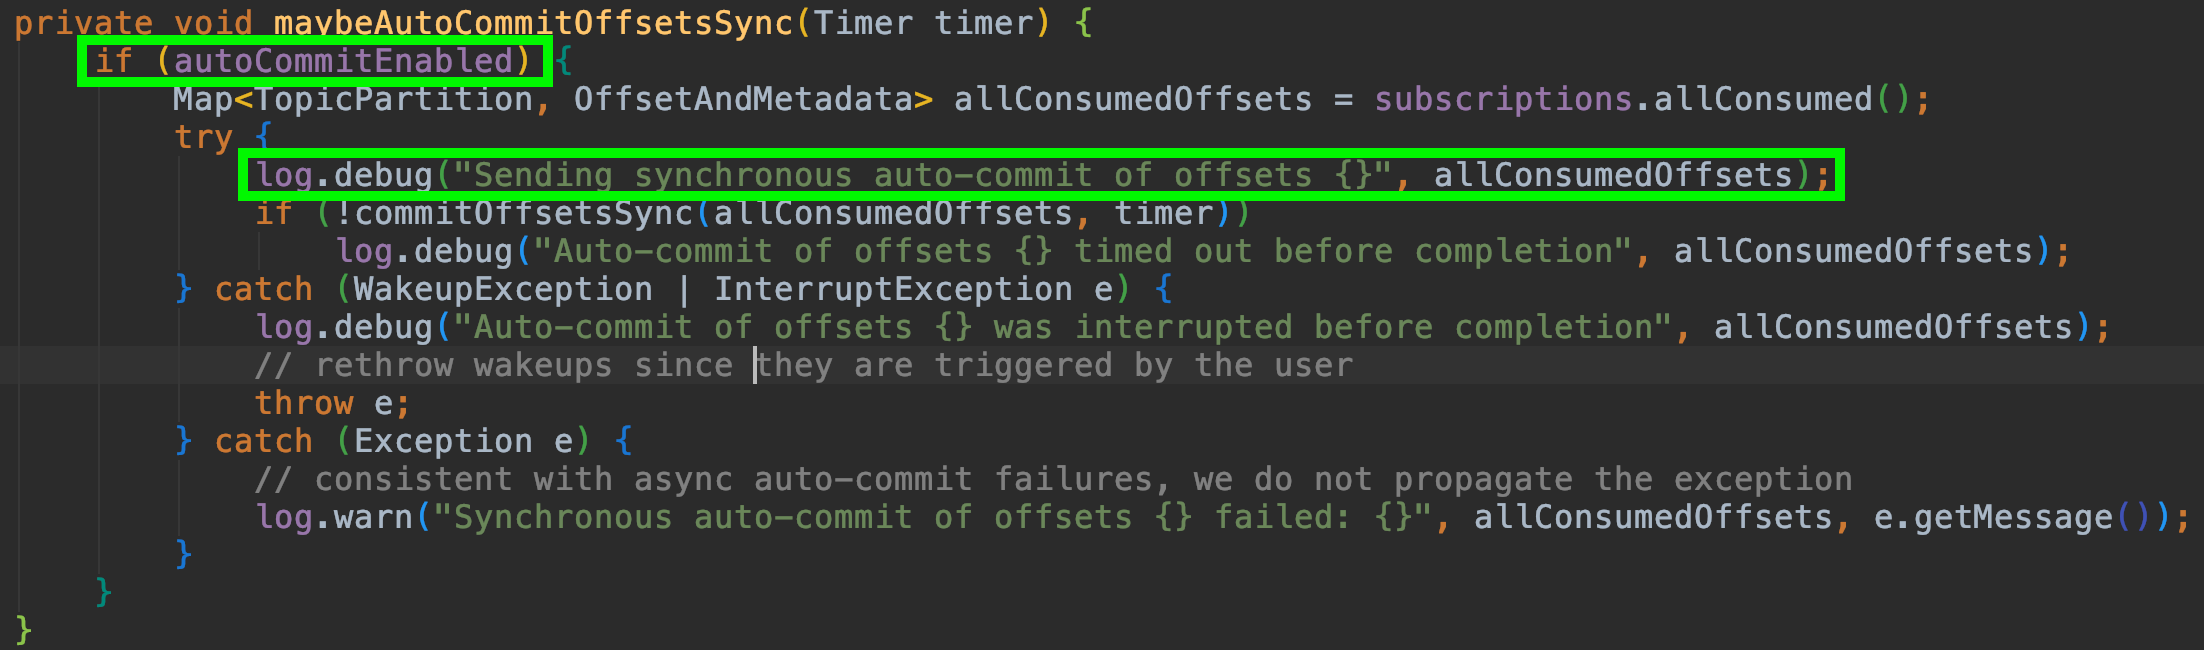 private void maybeAutoCommitOffsetsSync(Timer timer) {
if (autoCommitEnabled) {
Map<TopicPartition, OffsetAndMetadata> allConsumedOffsets = subscriptions.allConsumed();
try {
log.debug("Sending synchronous auto-commit of offsets {}", allConsumedOffsets);
if (!commitOffsetsSync(allConsumedOffsets, timer))
log.debug("Auto-commit of offsets {} timed out before completion", allConsumedOffsets);
} catch (WakeupException | InterruptException e) {
log.debug("Auto-commit of offsets {} was interrupted before completion", allConsumedOffsets);
// rethrow wakeups since they are triggered by the user
throw e;
} catch (Exception e) {
// consistent with async auto-commit failures, we do not propagate the exception
log.warn("Synchronous auto-commit of offsets {} failed: {}", allConsumedOffsets, e.getMessage());
}
}
}